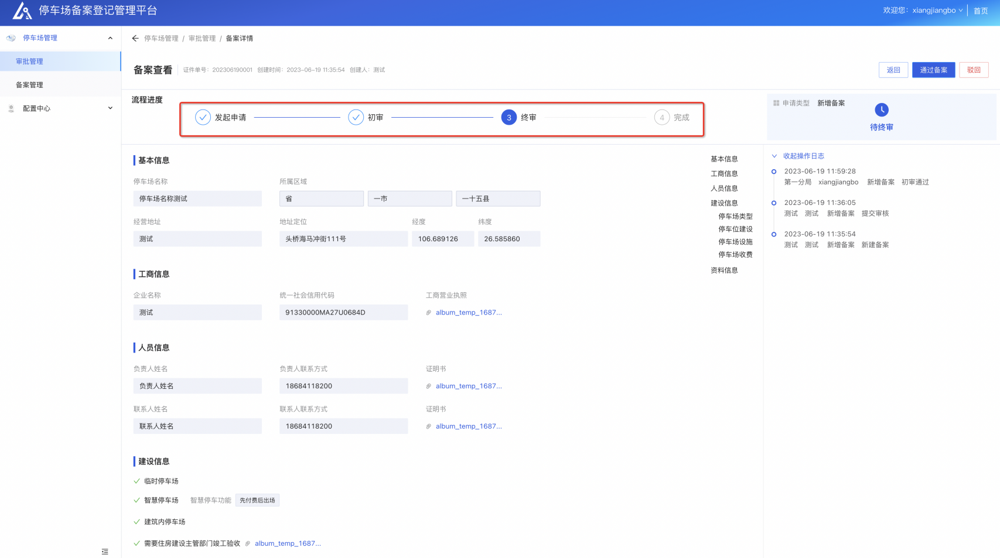 停车场备案登记管理平台
欢迎您：xiangjiangbo
首页
停车场管理
审批管理
备案管理
配置中心
停车场管理 / 审批管理 / 备案详情
备案查看
证件单号：202306190001 创建时间：2023-06-19 11:35:54 创建人：测试
返回
通过备案
驳回
流程进度
发起申请
初审
3 终审
4 完成
申请类型 新增备案
待终审
基本信息
停车场名称
所属区域
停车场名称测试
省
一市
一十五县
经营地址
地址定位
经度
纬度
测试
头桥海马冲街111号
106.689126
26.585860
工商信息
企业名称
统一社会信用代码
工商营业执照
测试
91330000MA27U0684D
album_temp_1687...
人员信息
负责人姓名
负责人联系方式
证明书
负责人姓名
18684118200
album_temp_1687...
联系人姓名
联系人联系方式
证明书
联系人姓名
18684118200
album_temp_1687...
建设信息
临时停车场
智慧停车场 智慧停车功能 先付费后出场
建筑内停车场
需要住房建设主管部门竣工验收 album_temp_1687...
基本信息
工商信息
人员信息
建设信息
停车场类型
停车位建设
停车场设施
停车场收费
资料信息
收起操作日志
2023-06-19 11:59:28
第一分局 xiangjiangbo 新增备案 初审通过
2023-06-19 11:36:05
测试 测试 新增备案 提交审核
2023-06-19 11:35:54
测试 测试 新增备案 新建备案